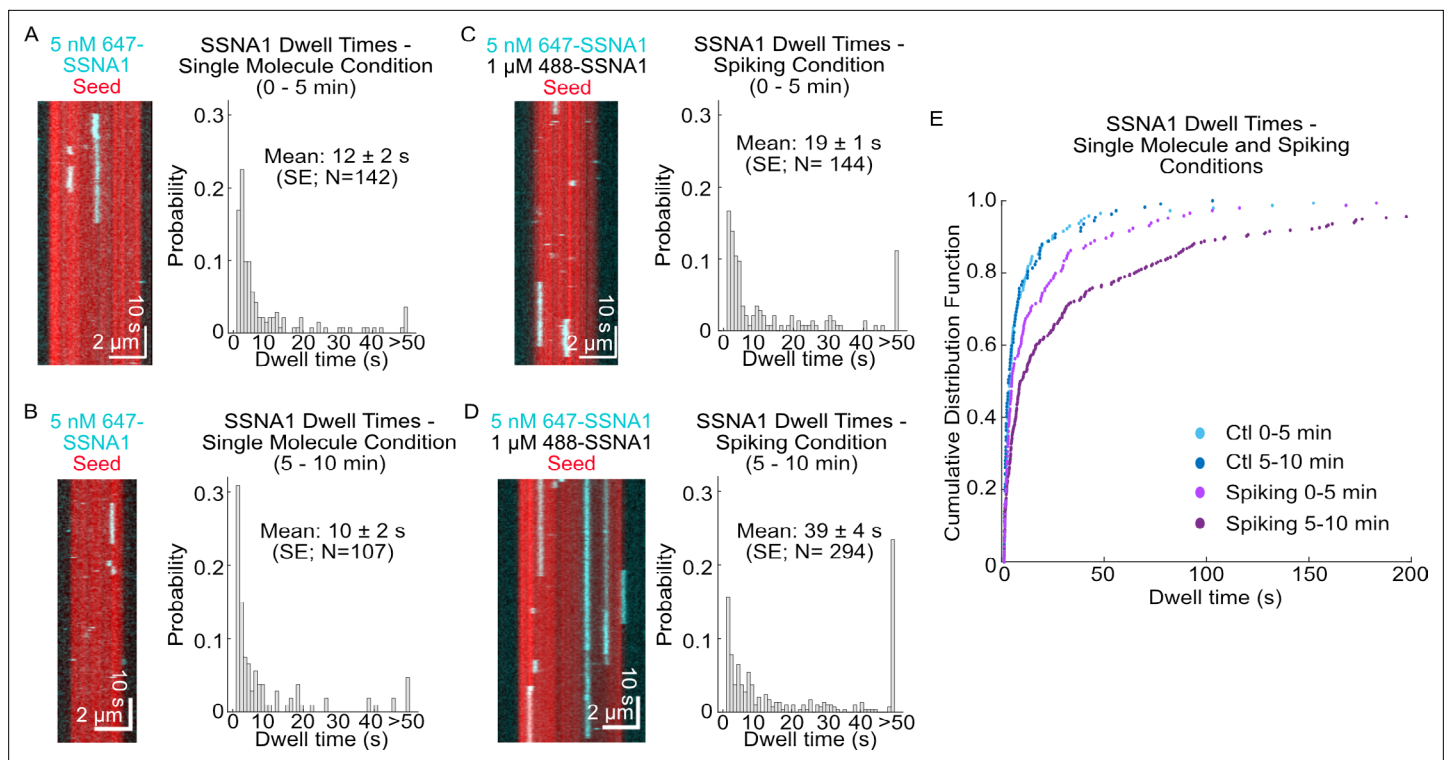 A
5 nM 647-
SSNA1
Seed
10 s
2 µm
SSNA1 Dwell Times -
Single Molecule Condition
(0 - 5 min)
Probability
0.3
0.2
0.1
0
Mean: 12 ± 2 s
(SE; N=142)
0 10 20 30 40 >50
Dwell time (s)
B
5 nM 647-
SSNA1
Seed
10 s
2 µm
SSNA1 Dwell Times -
Single Molecule Condition
(5 - 10 min)
Probability
0.3
0.2
0.1
0
Mean: 10 ± 2 s
(SE; N=107)
0 10 20 30 40 >50
Dwell time (s)
C
5 nM 647-SSNA1
1 µM 488-SSNA1
Seed
10 s
2 µm
SSNA1 Dwell Times -
Spiking Condition
(0 - 5 min)
Probability
0.3
0.2
0.1
0
Mean: 19 ± 1 s
(SE; N= 144)
0 10 20 30 40 >50
Dwell time (s)
D
5 nM 647-SSNA1
1 µM 488-SSNA1
Seed
10 s
2 µm
SSNA1 Dwell Times -
Spiking Condition
(5 - 10 min)
Probability
0.3
0.2
0.1
0
Mean: 39 ± 4 s
(SE; N= 294)
0 10 20 30 40 >50
Dwell time (s)
E
SSNA1 Dwell Times -
Single Molecule and Spiking
Conditions
Cumulative Distribution Function
1.0
0.8
0.6
0.4
0.2
0
Ctl 0-5 min
Ctl 5-10 min
Spiking 0-5 min
Spiking 5-10 min
0 50 100 150 200
Dwell time (s)